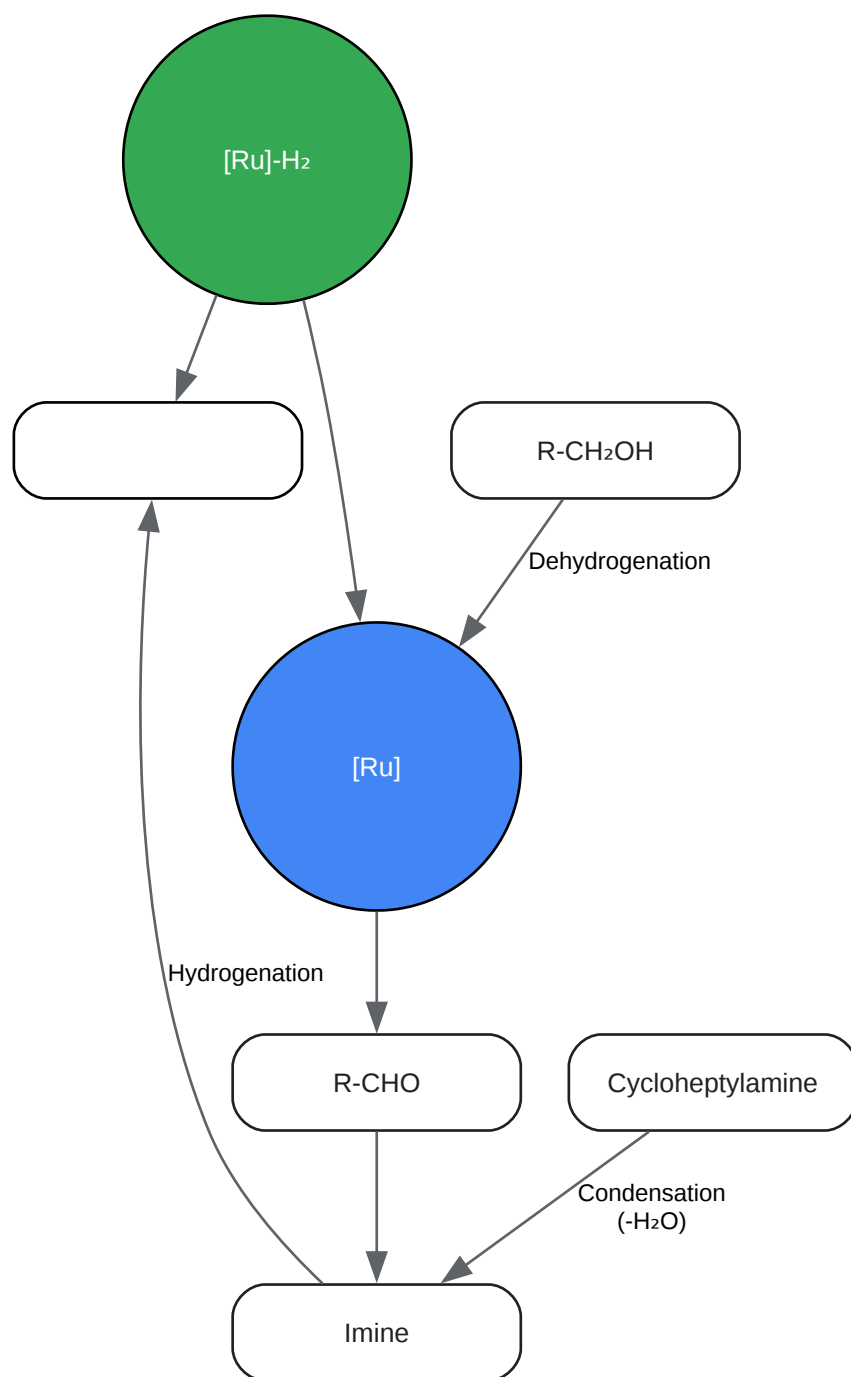 [Ru]-H₂
R-CH₂OH
Dehydrogenation
[Ru]
Hydrogenation
R-CHO
Cycloheptylamine
Condensation
(-H₂O)
Imine